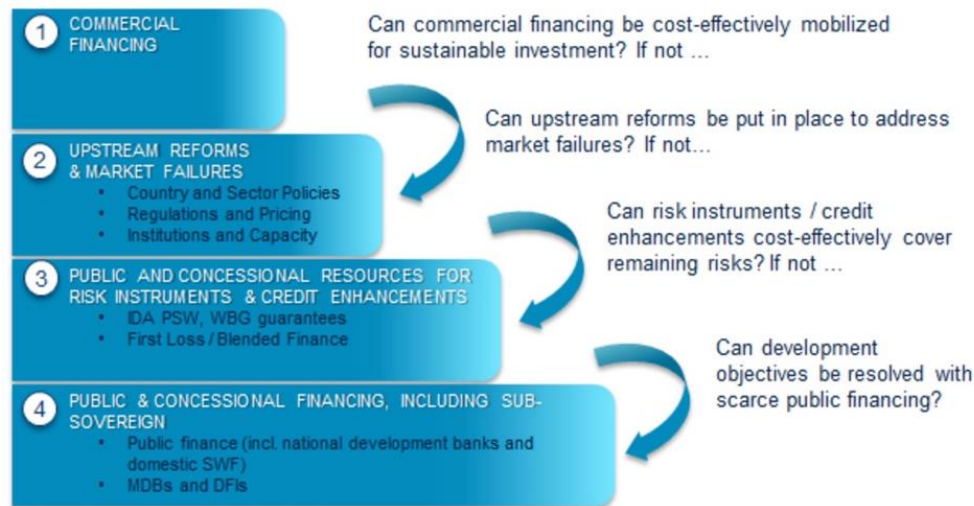 1
COMMERCIAL
FINANCING
Can commercial financing be cost-effectively mobilized
for sustainable investment? If not ...
Can upstream reforms be put in place to address
market failures? If not...
2
UPSTREAM REFORMS
& MARKET FAILURES
• Country and Sector Policies
• Regulations and Pricing
• Institutions and Capacity
Can risk instruments / credit
enhancements cost-effectively cover
remaining risks? If not ...
3
PUBLIC AND CONCESSIONAL RESOURCES FOR
RISK INSTRUMENTS & CREDIT ENHANCEMENTS
• IDA PSW, WBG guarantees
• First Loss / Blended Finance
Can development
objectives be resolved with
scarce public financing?
4
PUBLIC & CONCESSIONAL FINANCING, INCLUDING SUB-
SOVEREIGN
• Public finance (incl. national development banks and
domestic SWF)
• MDBs and DFIs